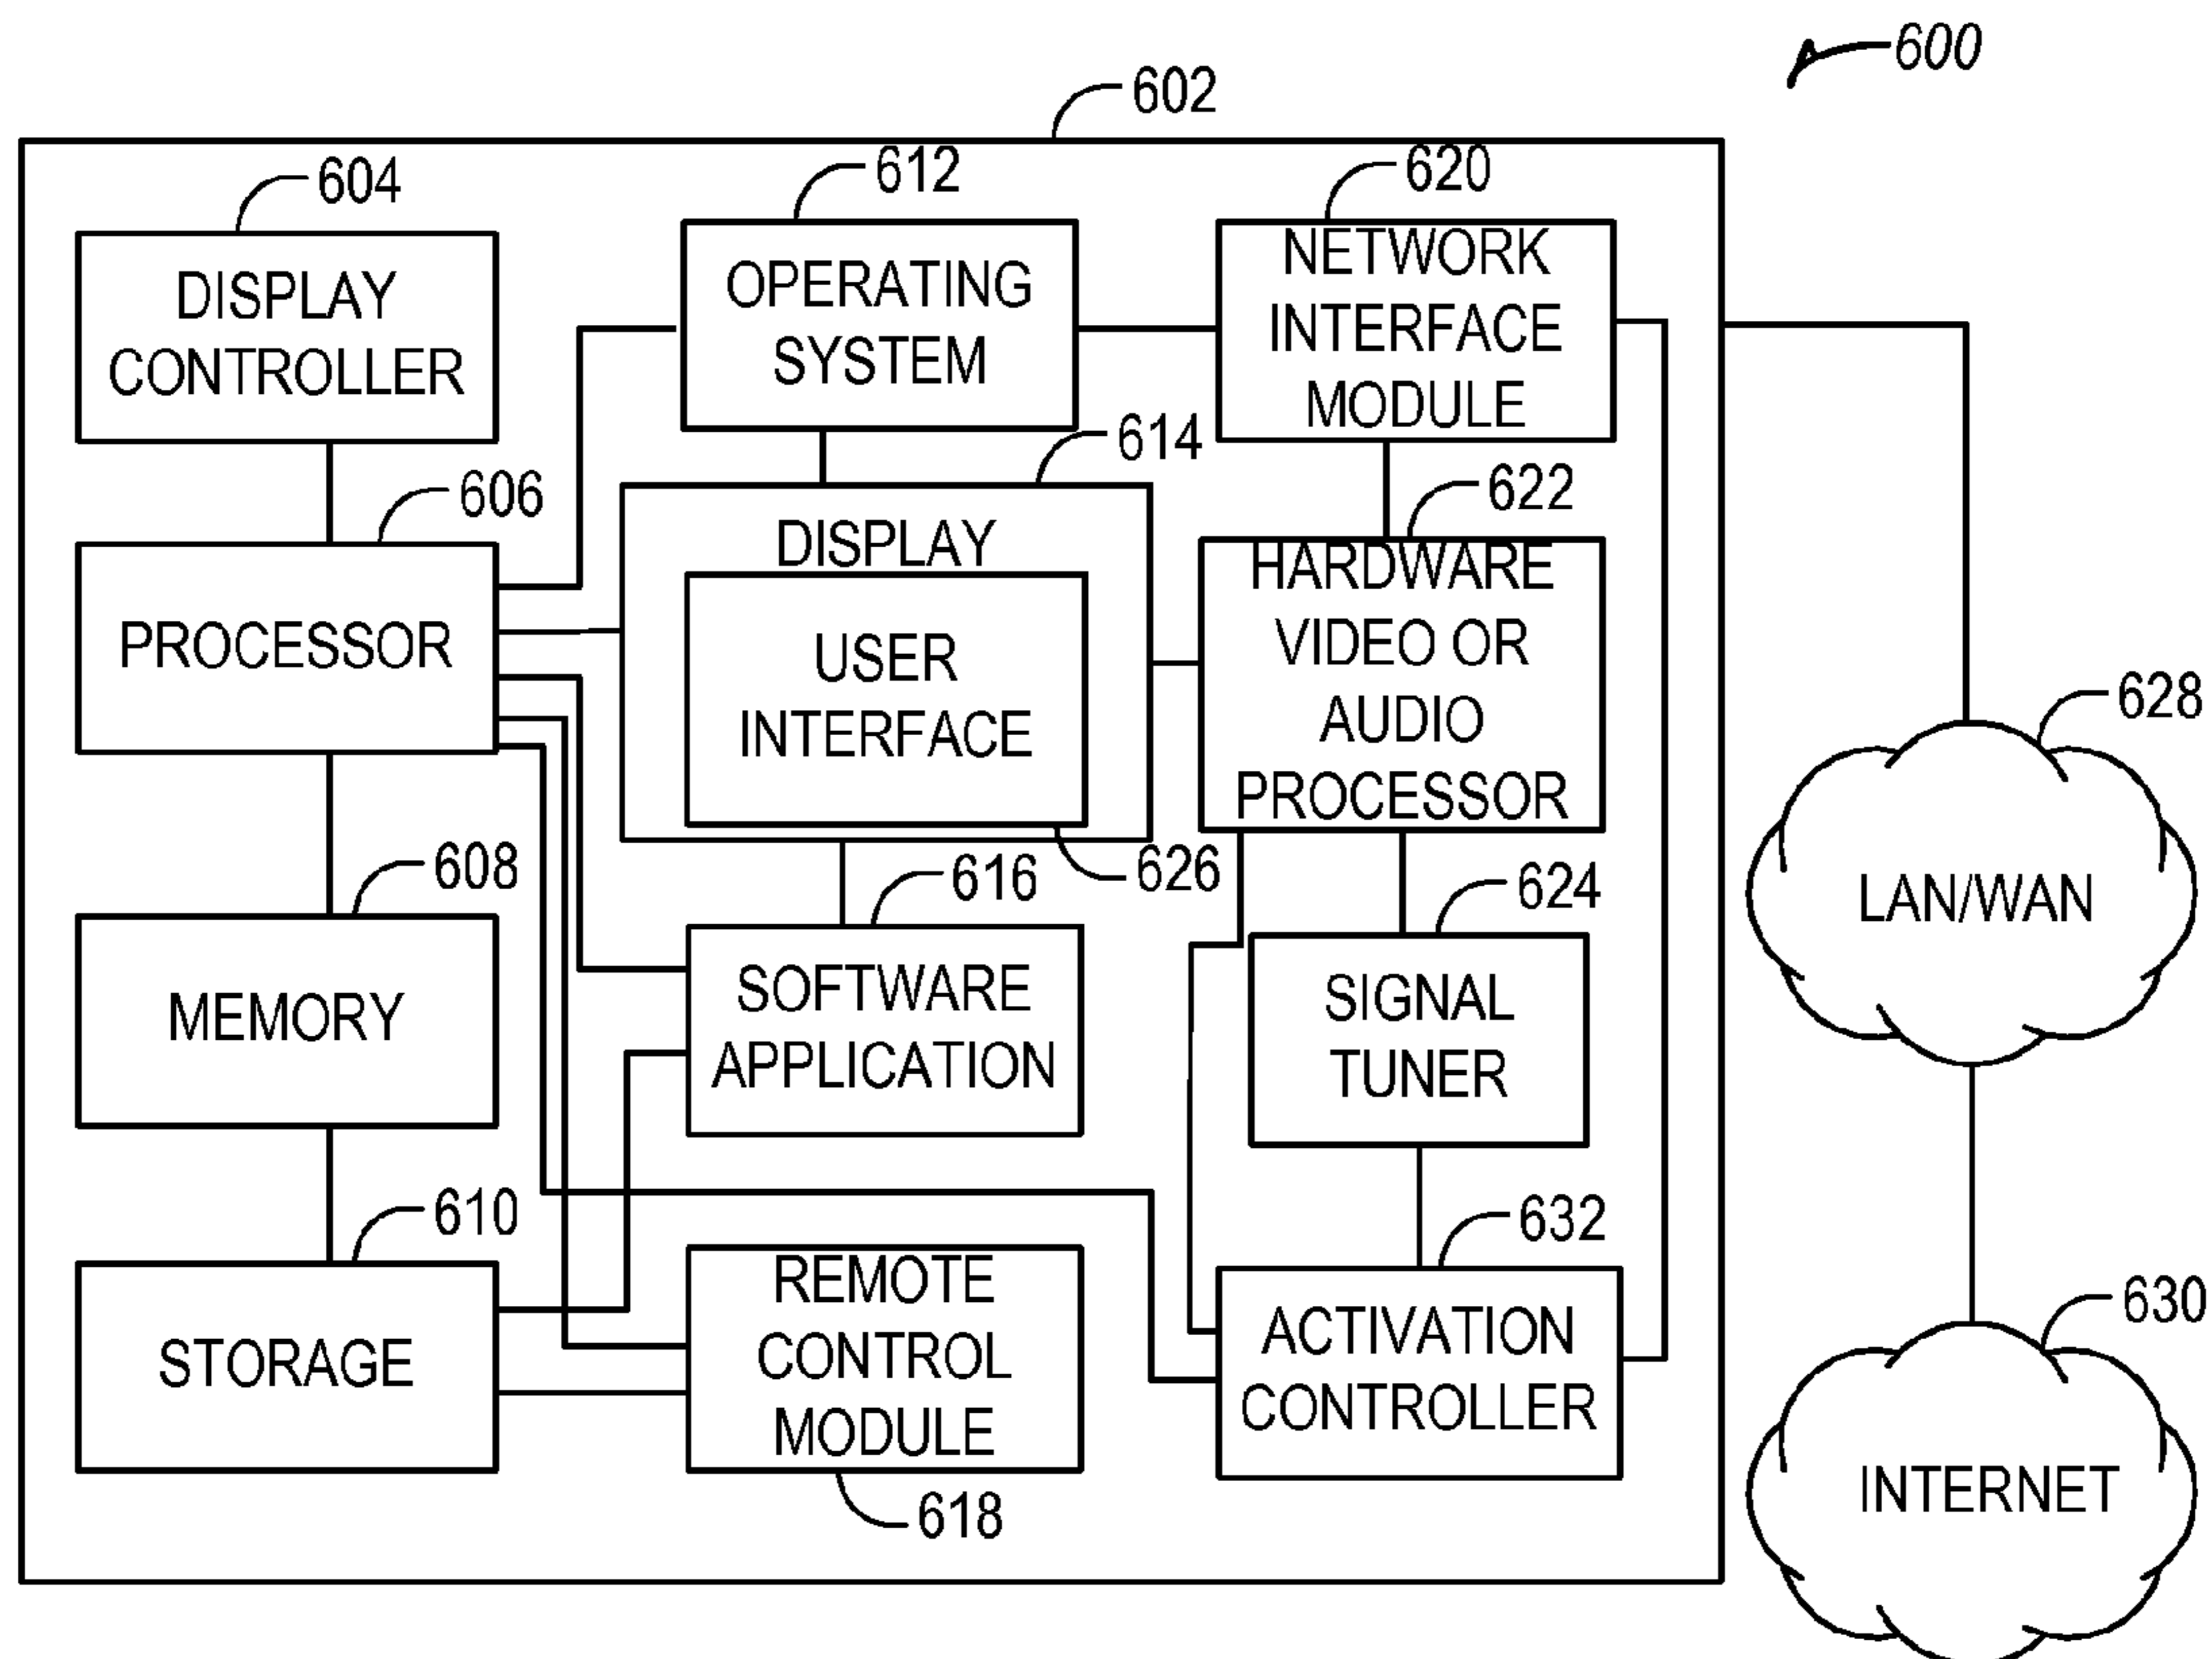 600
602
604
DISPLAY
CONTROLLER
612
OPERATING
SYSTEM
620
NETWORK
INTERFACE
MODULE
606
PROCESSOR
614
DISPLAY
USER
INTERFACE
626
622
HARDWARE
VIDEO OR
AUDIO
PROCESSOR
628
LAN/WAN
608
MEMORY
616
SOFTWARE
APPLICATION
624
SIGNAL
TUNER
610
STORAGE
REMOTE
CONTROL
MODULE
618
632
ACTIVATION
CONTROLLER
630
INTERNET